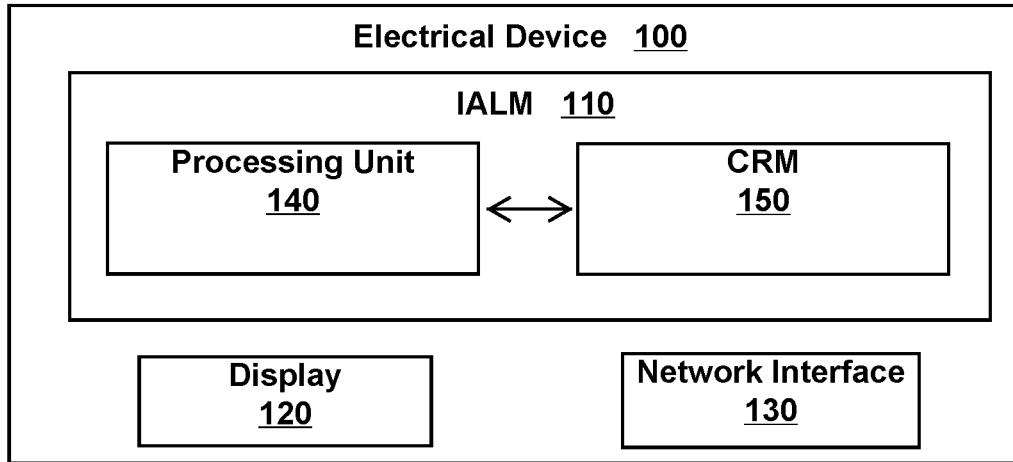 Electrical Device 100
IALM 110
Processing Unit
140
CRM
150
Display
120
Network Interface
130